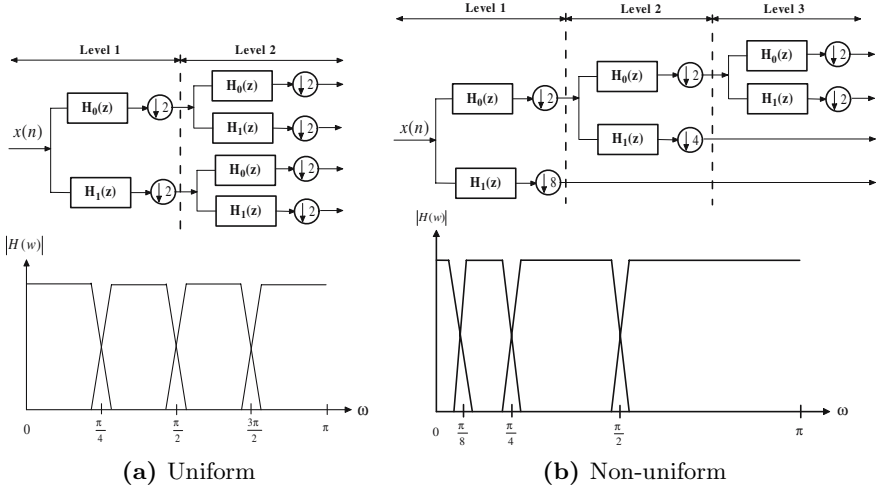 Level 1 Level 2
H₀(z) ↓ 2
H₀(z) ↓ 2
H₁(z) ↓ 2
x(n)
H₁(z) ↓ 2
H₀(z) ↓ 2
H₁(z) ↓ 2
|H(w)|
0 π/4 π/2 3π/2 π ω
(a) Uniform
Level 1 Level 2 Level 3
H₀(z) ↓ 2
H₀(z) ↓ 2
H₀(z) ↓ 2
H₁(z) ↓ 2
x(n)
H₁(z) ↓ 4
H₁(z) ↓ 8
|H(w)|
0 π/8 π/4 π/2 π ω
(b) Non-uniform